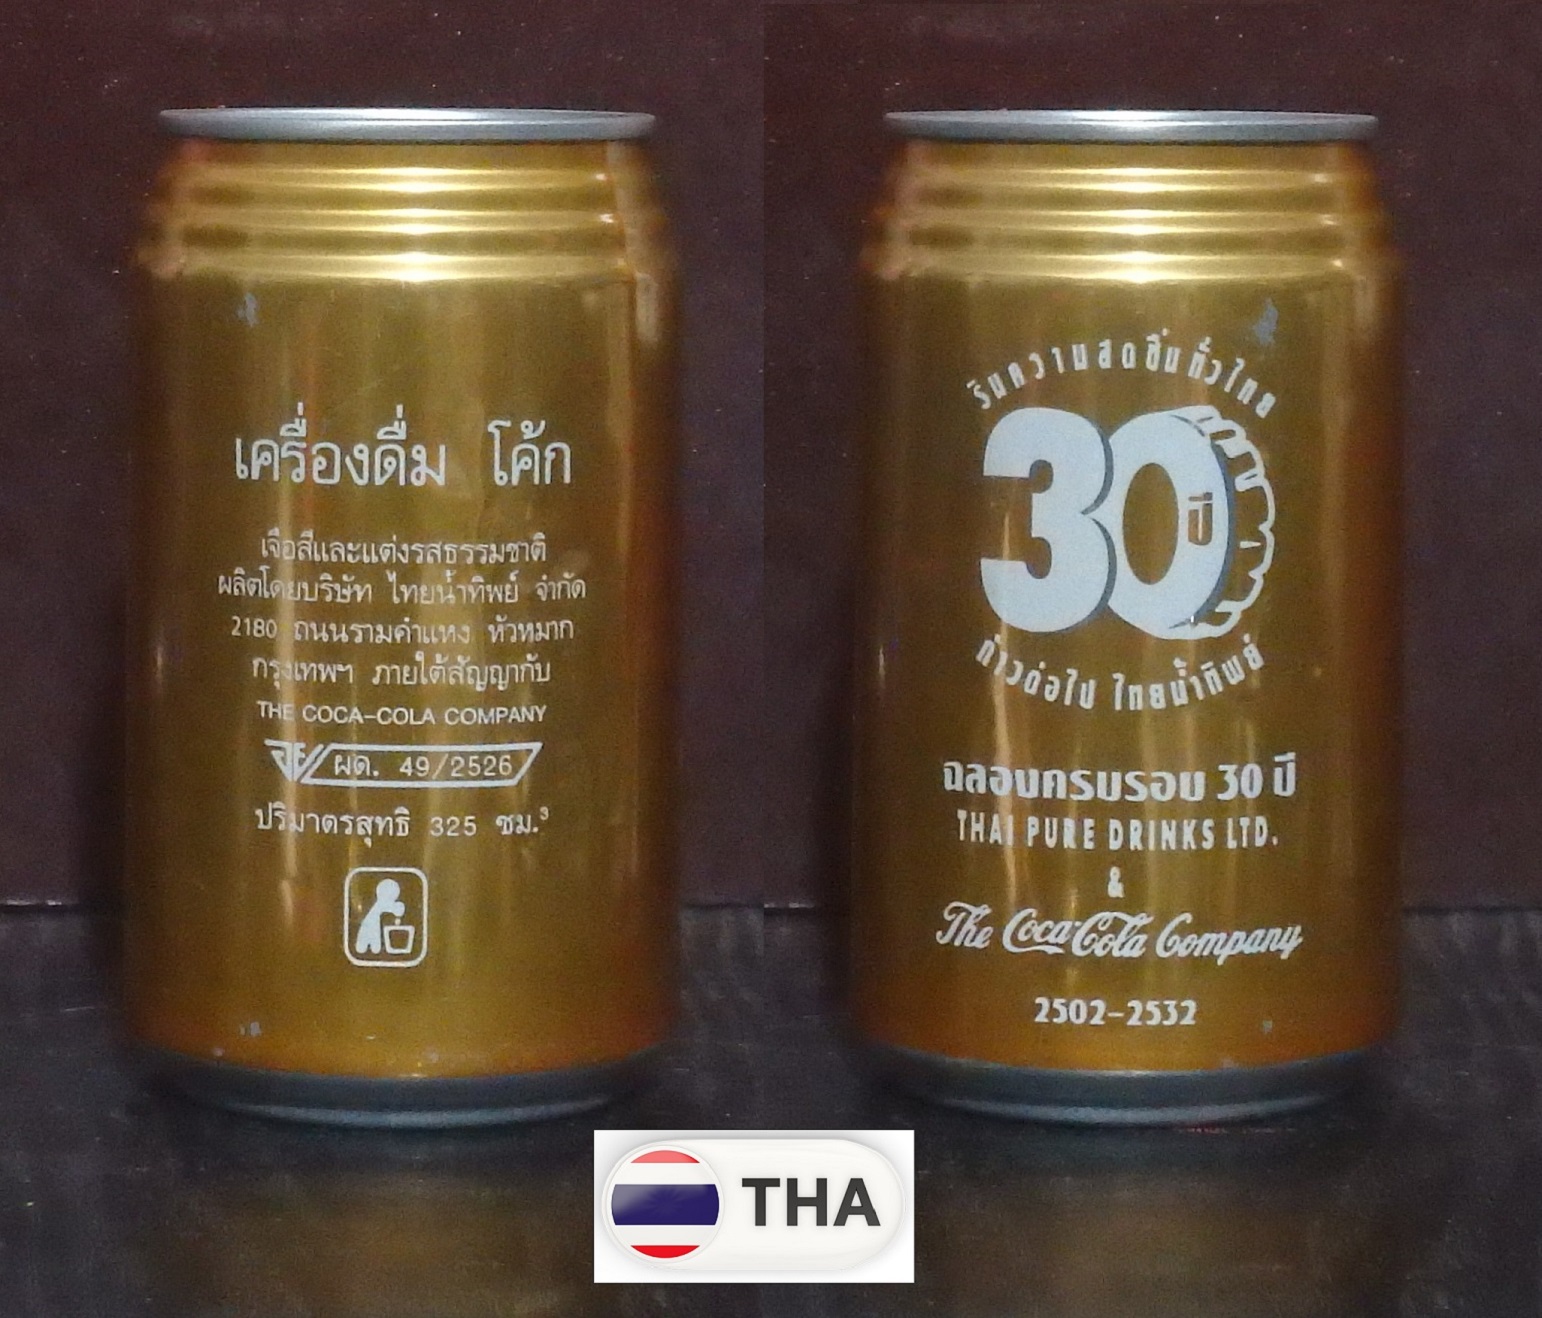 เครื่องดื่ม โค้ก
เจือสีและแต่งรสธรรมชาติ
ผลิตโดยบริษัท ไทยน้ำทิพย์ จำกัด
2180 ถนนรามคำแหง หัวหมาก
กรุงเทพฯ ภายใต้สัญญากับ
THE COCA-COLA COMPANY
ผด. 49/2526
ปริมาตรสุทธิ 325 ซม.³
รินความสดชื่นทั่วไทย
30 ปี
ก้าวต่อไป ไทยน้ำทิพย์
ฉลองครบรอบ 30 ปี
THAI PURE DRINKS LTD.
&
The Coca-Cola Company
2502-2532
THA